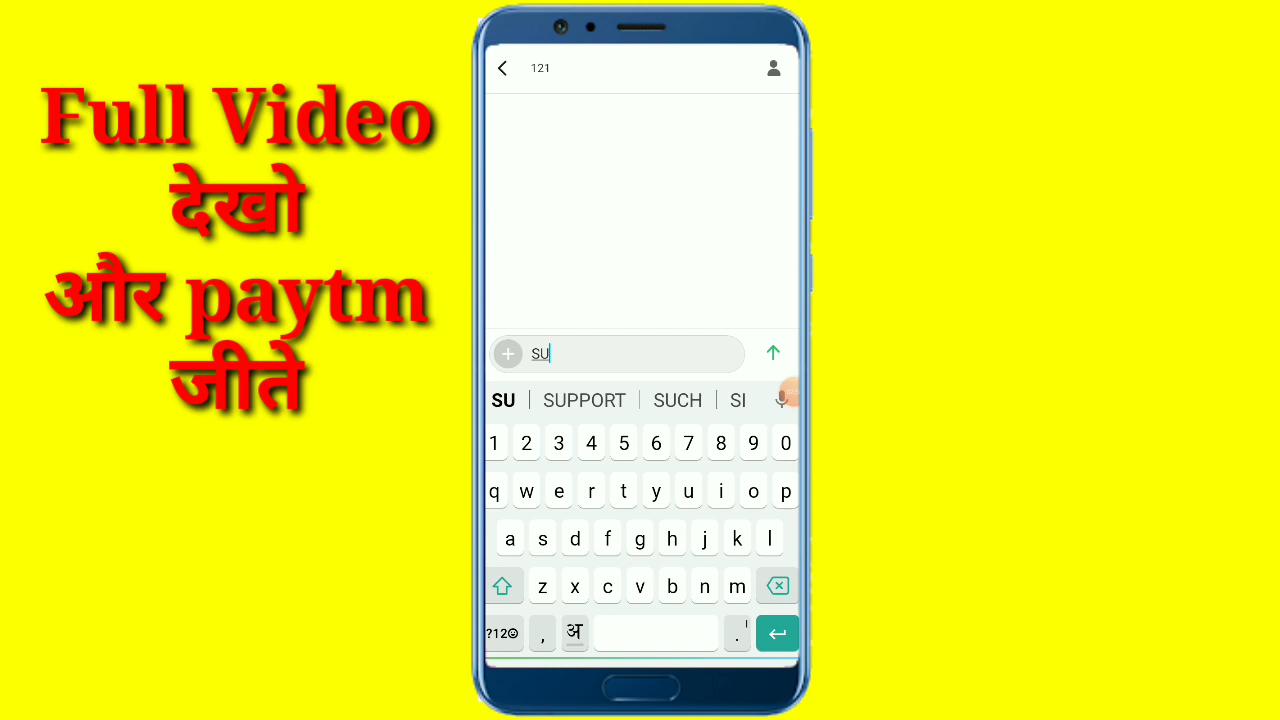 Full Video
देखो
और paytm
जीते
121
SU
SU SUPPORT SUCH SI
1 2 3 4 5 6 7 8 9 0
q w e r t y u i o p
a s d f g h j k l
z x c v b n m
?12☺ , अ .